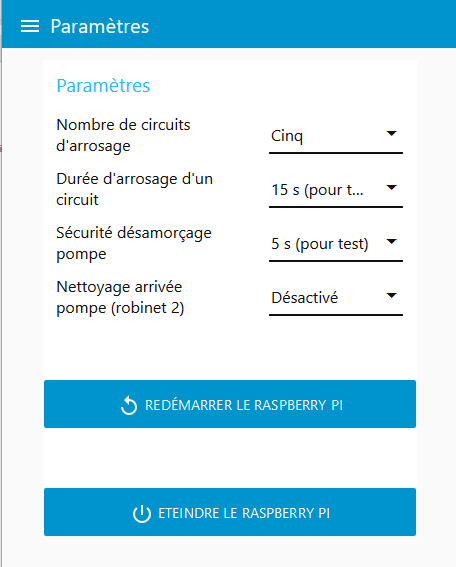 Paramètres
Paramètres
Nombre de circuits
d'arrosage
Cinq
Durée d'arrosage d'un
circuit
15 s (pour t...
Sécurité désamorçage
pompe
5 s (pour test)
Nettoyage arrivée
pompe (robinet 2)
Désactivé
REDÉMARRER LE RASPBERRY PI
ETEINDRE LE RASPBERRY PI